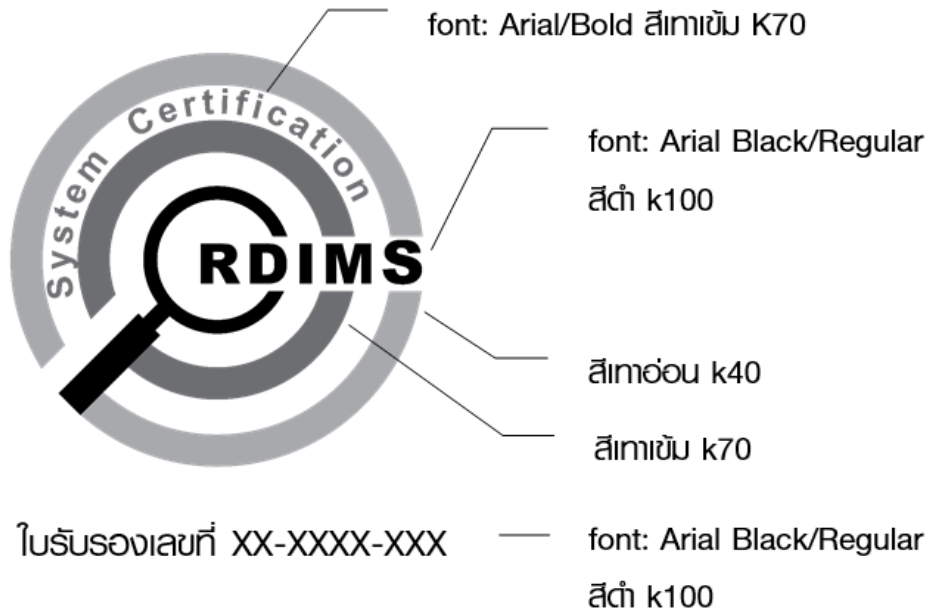 font: Arial/Bold สีเทาเข้ม K70
System Certification
font: Arial Black/Regular
สีดำ k100
RDIMS
สีเทาอ่อน k40
สีเทาเข้ม k70
ใบรับรองเลขที่ XX-XXXX-XXX
font: Arial Black/Regular
สีดำ k100